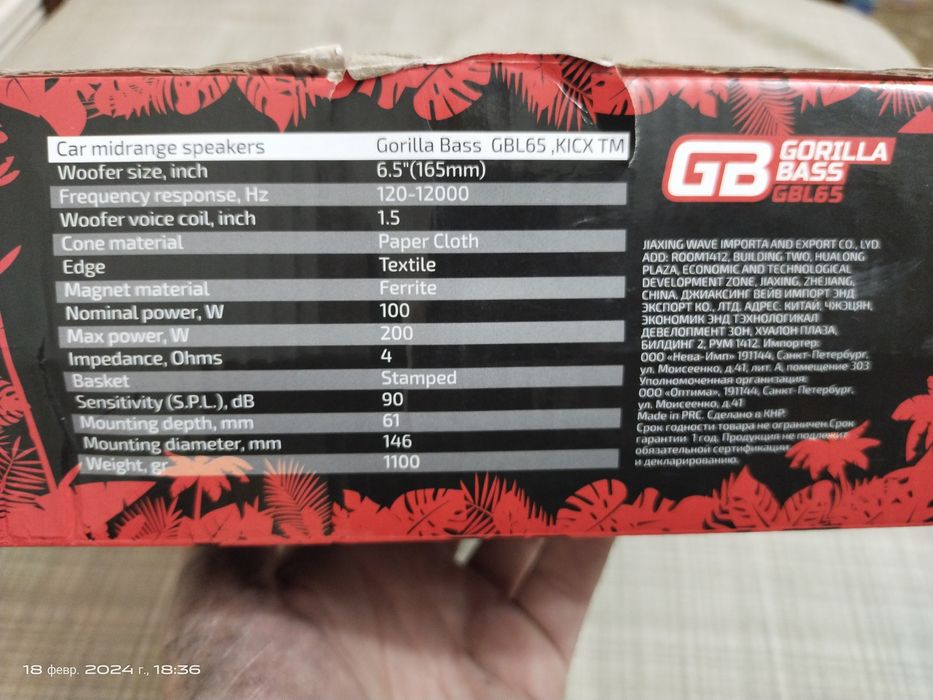 Car midrange speakers Gorilla Bass GBL65 ,KICX TM
Woofer size, inch 6.5"(165mm)
Frequency response, Hz 120-12000
Woofer voice coil, inch 1.5
Cone material Paper Cloth
Edge Textile
Magnet material Ferrite
Nominal power, W 100
Max power, W 200
Impedance, Ohms 4
Basket Stamped
Sensitivity (S.P.L.), dB 90
Mounting depth, mm 61
Mounting diameter, mm 146
Weight, gr 1100
GB GORILLA
BASS
GBL65
JIAXING WAVE IMPORTA AND EXPORT CO., LYD
ADD: ROOM1412, BUILDING TWO, HUALONG
PLAZA, ECONOMIC AND TECHNOLOGICAL
DEVELOPMENT ZONE, JIAXING, ZHEJIANG,
CHINA. ДЖИАКСИНГ ВЕЙВ ИМПОРТ ЭНД
ЭКСПОРТ КО., ЛТД. АДРЕС: КИТАЙ, ЧЖЭЦЯН,
ЭКОНОМИК ЭНД ТЭХНОЛОГИКАЛ
ДЕВЕЛОПМЕНТ ЗОН, ХУАЛОН ПЛАЗА,
БИЛДИНГ 2, РУМ 1412. Импортер:
ООО «Нева-Имп» 191144, Санкт-Петербург,
ул. Моисеенко, д.41, лит. А, помещение 303
Уполномоченная организация:
ООО «Оптима», 191144, Санкт-Петербург,
ул. Моисеенко, д.41
Made in PRC. Сделано в КНР.
Срок годности товара не ограничен.Срок
гарантии: 1 год. Продукция не подлежит
обязательной сертификации
и декларированию.
18 февр. 2024 г., 18:36